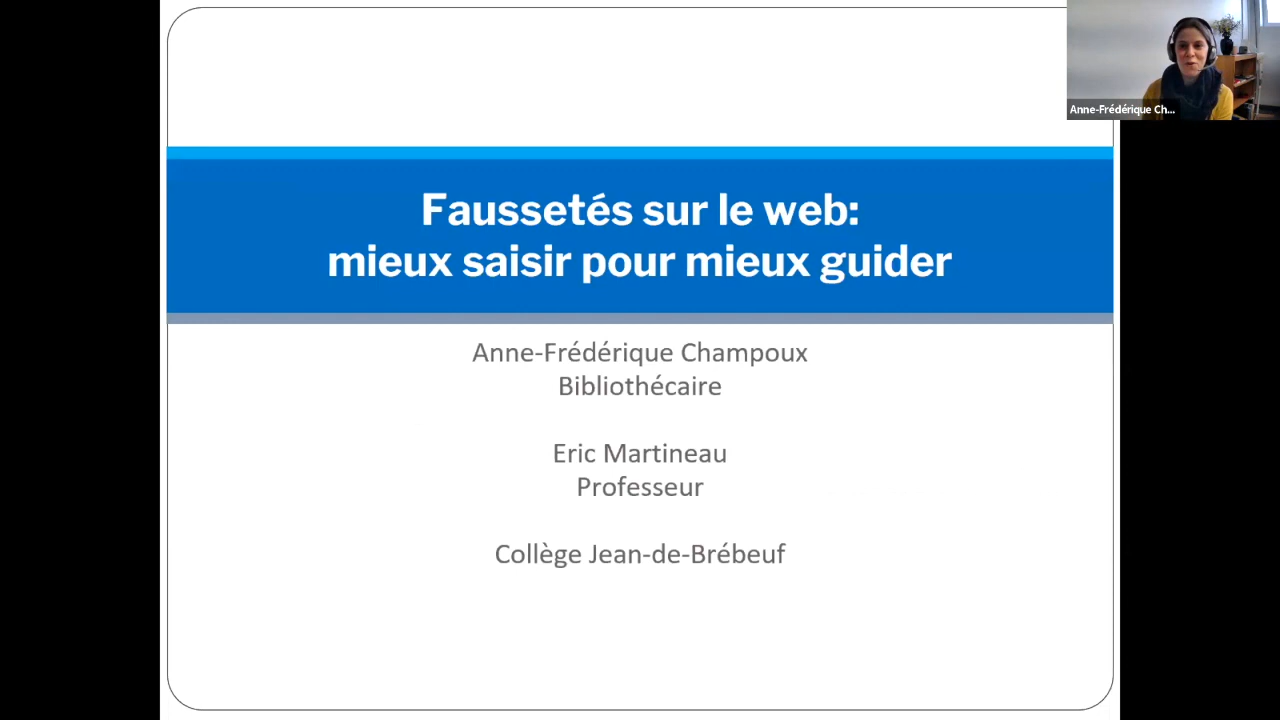 Anne-Frédérique Ch...
Faussetés sur le web:
mieux saisir pour mieux guider
Anne-Frédérique Champoux
Bibliothécaire
Eric Martineau
Professeur
Collège Jean-de-Brébeuf